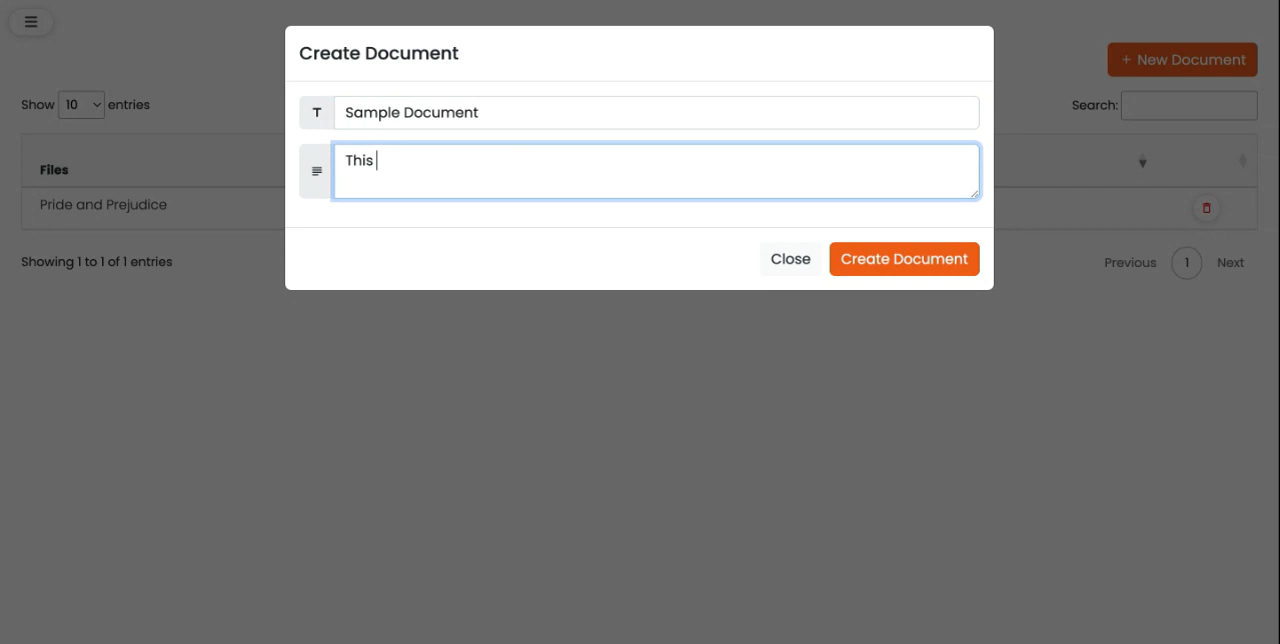 Create Document
+ New Document
T Sample Document
Show 10 entries
Search:
This
Files
Pride and Prejudice
Close Create Document
Showing 1 to 1 of 1 entries
Previous 1 Next